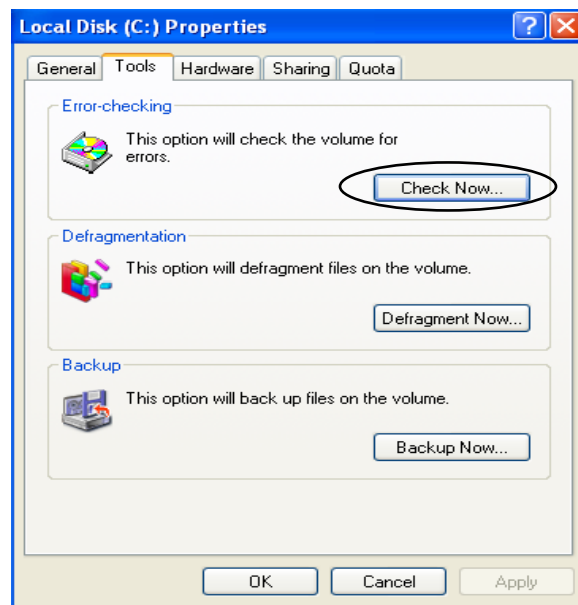 Local Disk (C:) Properties
General Tools Hardware Sharing Quota
Error-checking
This option will check the volume for
errors.
Check Now...
Defragmentation
This option will defragment files on the volume.
Defragment Now...
Backup
This option will back up files on the volume.
Backup Now...
OK Cancel Apply